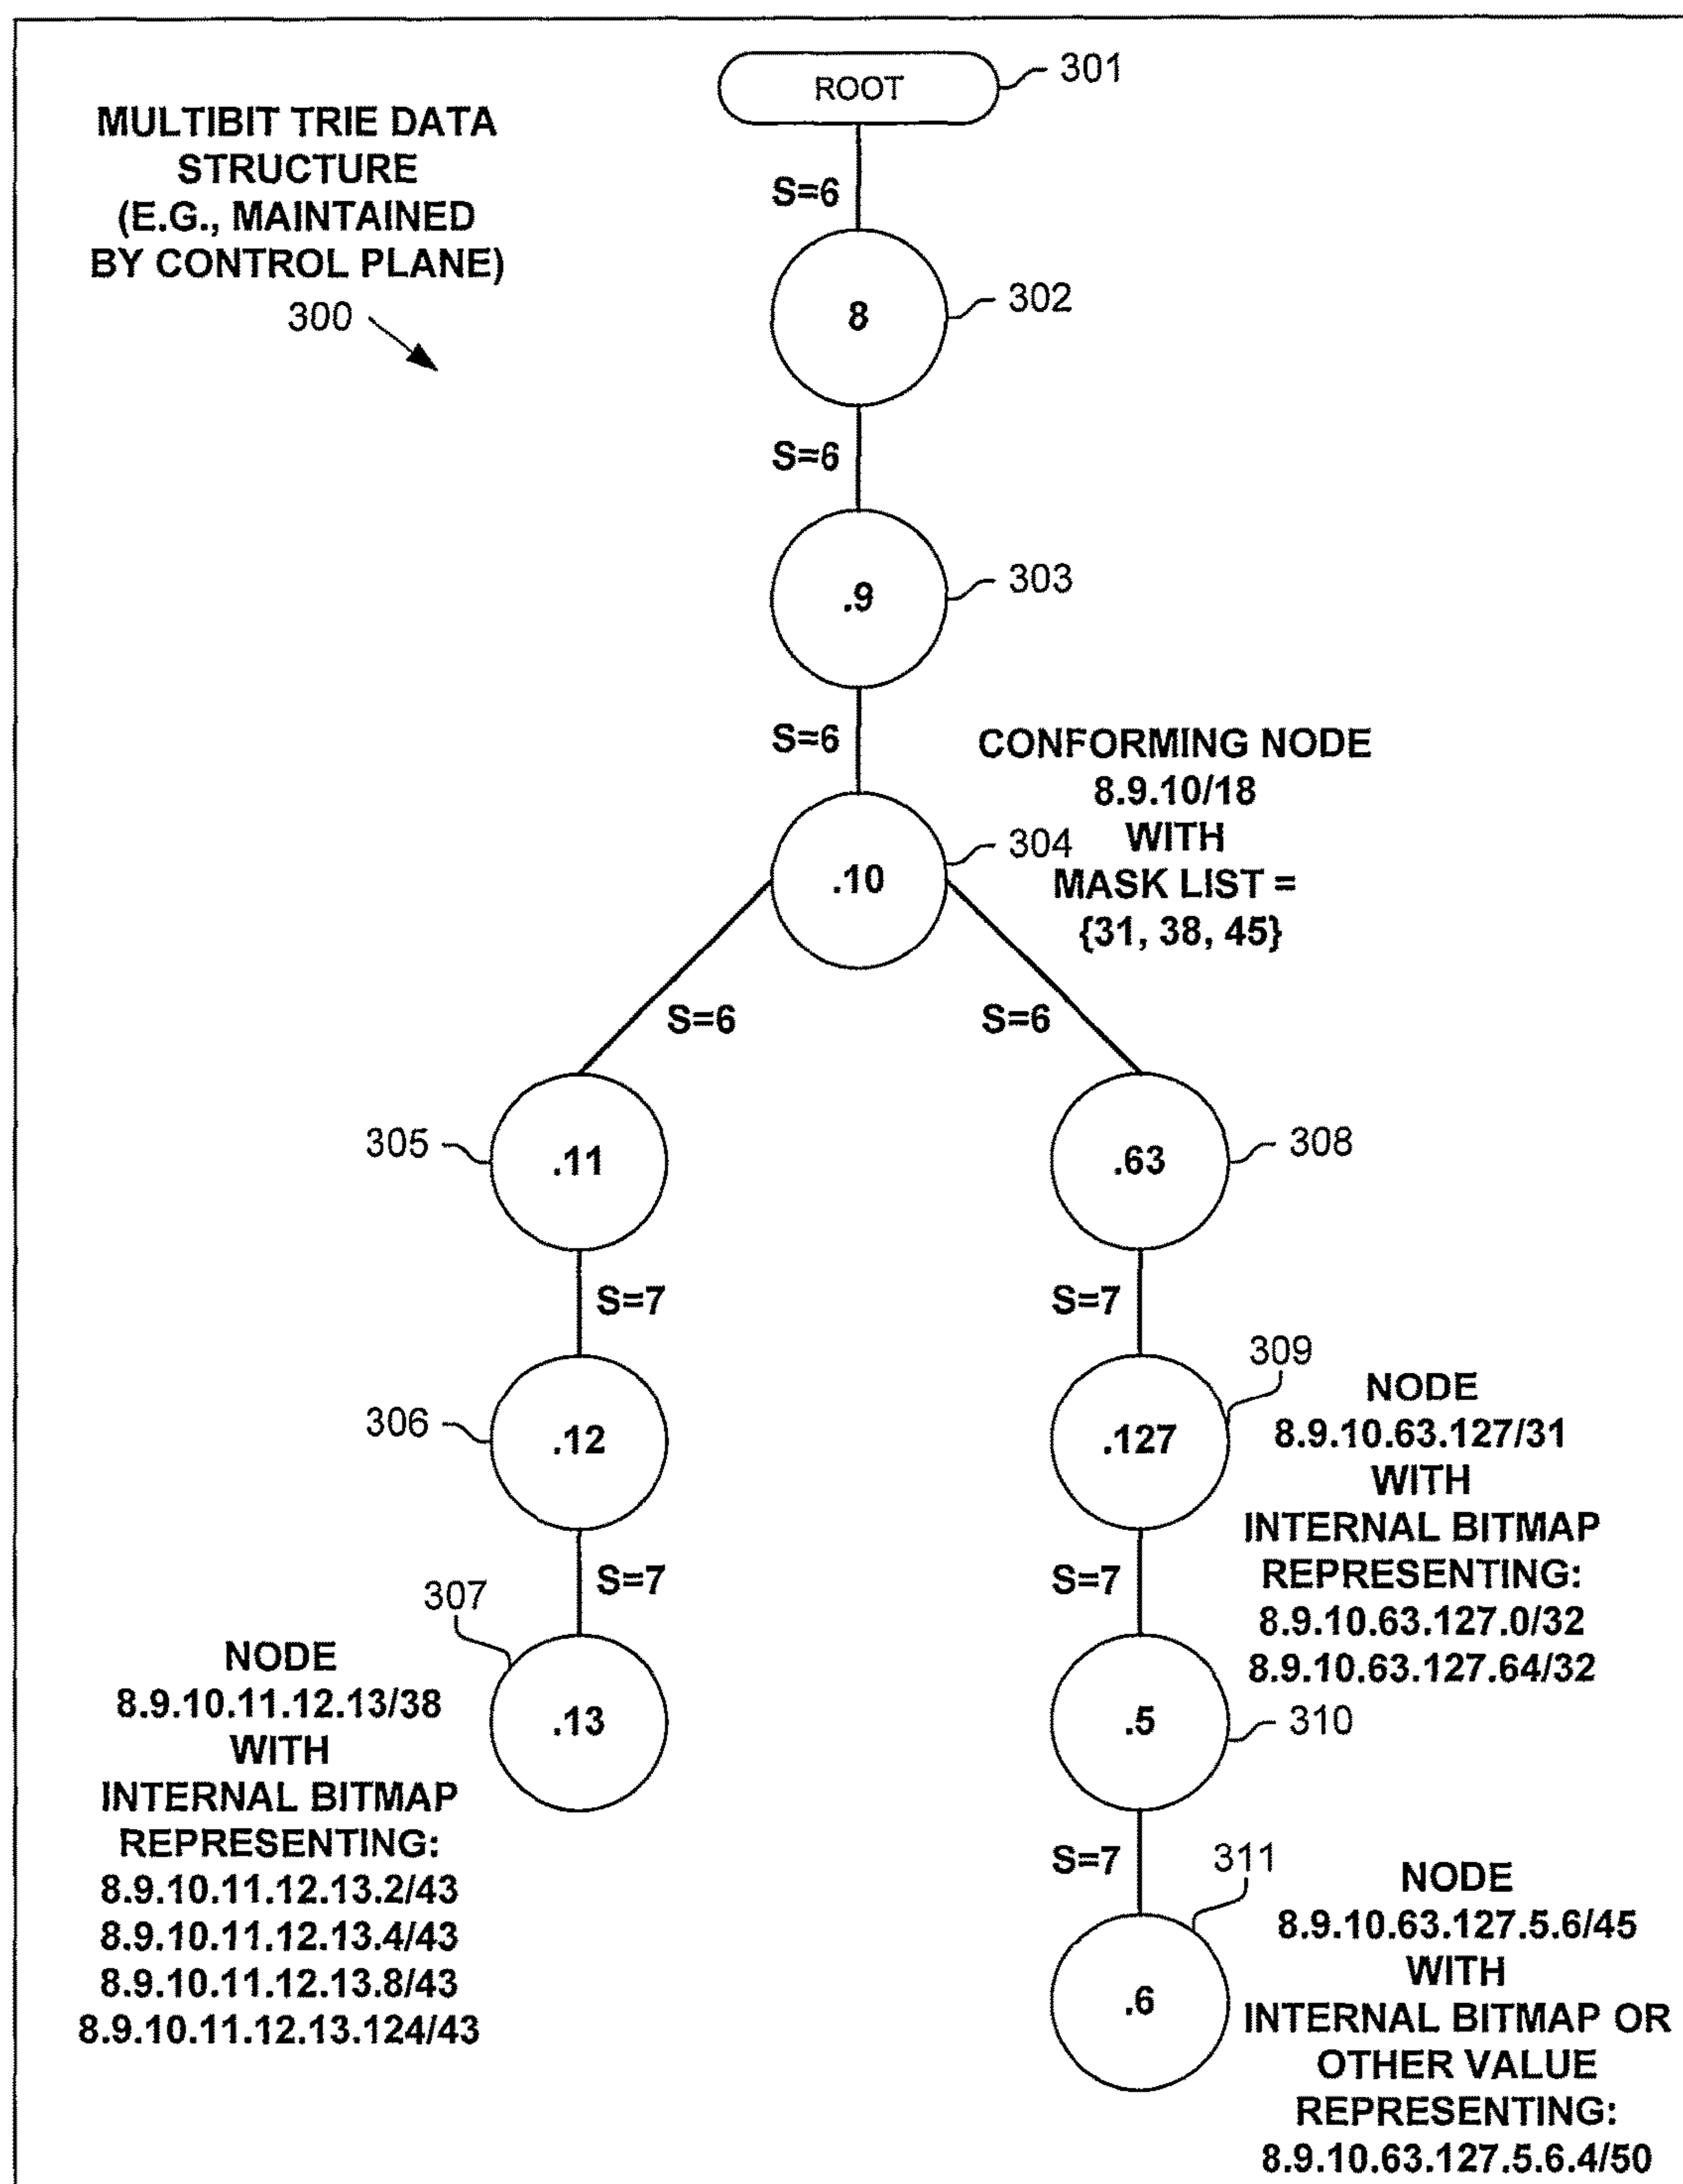 ROOT
301
MULTIBIT TRIE DATA
STRUCTURE
(E.G., MAINTAINED
BY CONTROL PLANE)
300
S=6
8
302
S=6
.9
303
S=6
CONFORMING NODE
8.9.10/18
WITH
MASK LIST =
{31, 38, 45}
304
.10
S=6
S=6
305
.11
.63
308
S=7
S=7
306
.12
.127
309
NODE
8.9.10.63.127/31
WITH
INTERNAL BITMAP
REPRESENTING:
8.9.10.63.127.0/32
8.9.10.63.127.64/32
S=7
S=7
307
.13
NODE
8.9.10.11.12.13/38
WITH
INTERNAL BITMAP
REPRESENTING:
8.9.10.11.12.13.2/43
8.9.10.11.12.13.4/43
8.9.10.11.12.13.8/43
8.9.10.11.12.13.124/43
.5
310
S=7
311
.6
NODE
8.9.10.63.127.5.6/45
WITH
INTERNAL BITMAP OR
OTHER VALUE
REPRESENTING:
8.9.10.63.127.5.6.4/50